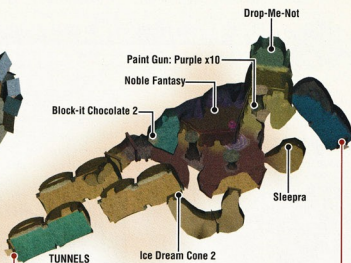 Drop-Me-Not
Paint Gun: Purple x10
Noble Fantasy
Block-it Chocolate 2
Sleepra
Ice Dream Cone 2
TUNNELS